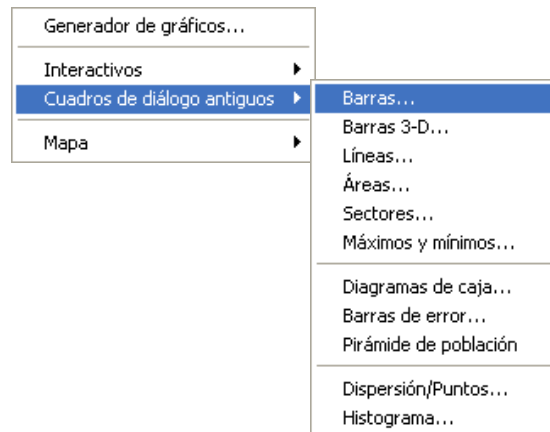 Generador de gráficos...
Interactivos
Cuadros de diálogo antiguos
Mapa
Barras...
Barras 3-D...
Líneas...
Áreas...
Sectores...
Máximos y mínimos...
Diagramas de caja...
Barras de error...
Pirámide de población
Dispersión/Puntos...
Histograma...